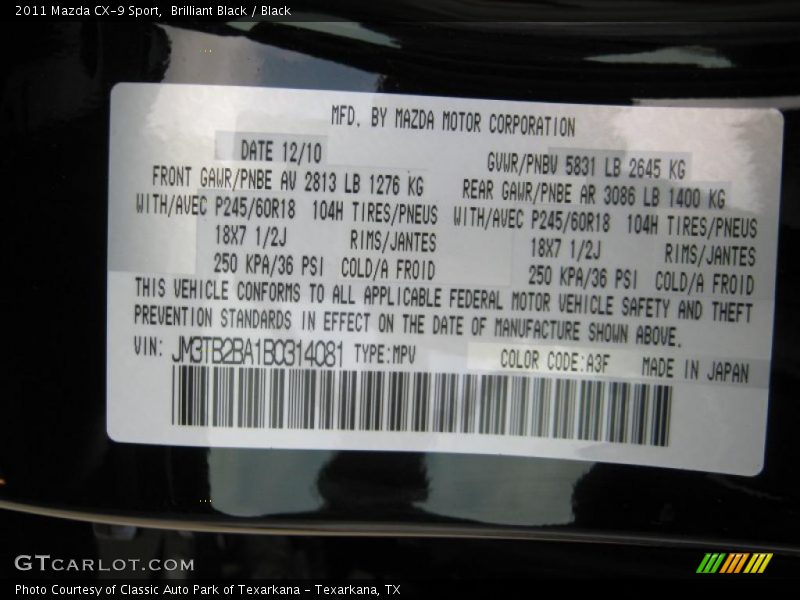 2011 Mazda CX-9 Sport,  Brilliant Black / Black
MFD. BY MAZDA MOTOR CORPORATION
DATE 12/10 GVWR/PNBV 5831 LB 2645 KG
FRONT GAWR/PNBE AV 2813 LB 1276 KG REAR GAWR/PNBE AR 3086 LB 1400 KG
WITH/AVEC P245/60R18 104H TIRES/PNEUS WITH/AVEC P245/60R18 104H TIRES/PNEUS
18X7 1/2J RIMS/JANTES 18X7 1/2J RIMS/JANTES
250 KPA/36 PSI COLD/A FROID 250 KPA/36 PSI COLD/A FROID
THIS VEHICLE CONFORMS TO ALL APPLICABLE FEDERAL MOTOR VEHICLE SAFETY AND THEFT
PREVENTION STANDARDS IN EFFECT ON THE DATE OF MANUFACTURE SHOWN ABOVE.
VIN: JM3TB2BA1B0314081 TYPE:MPV COLOR CODE:A3F MADE IN JAPAN
GTCARLOT.COM
Photo Courtesy of Classic Auto Park of Texarkana - Texarkana, TX